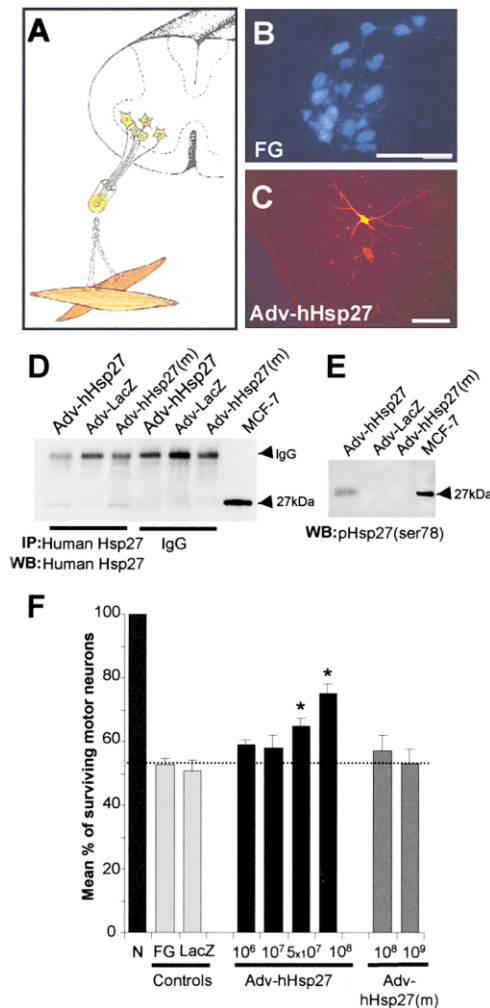 A
B
FG
C
Adv-hHsp27
D
Adv-hHsp27
Adv-LacZ
Adv-hHsp27(m)
Adv-hHsp27
Adv-LacZ
Adv-hHsp27(m)
MCF-7
IgG
27kDa
IP:Human Hsp27 IgG
WB:Human Hsp27
E
Adv-hHsp27
Adv-LacZ
Adv-hHsp27(m)
MCF-7
27kDa
WB:pHsp27(ser78)
F
Mean % of surviving motor neurons
100
80
60
40
20
0
* *
N FG LacZ 10⁶ 10⁷ 5x10⁷ 10⁸ 10⁸ 10⁹
Controls Adv-hHsp27 Adv-
hHsp27(m)